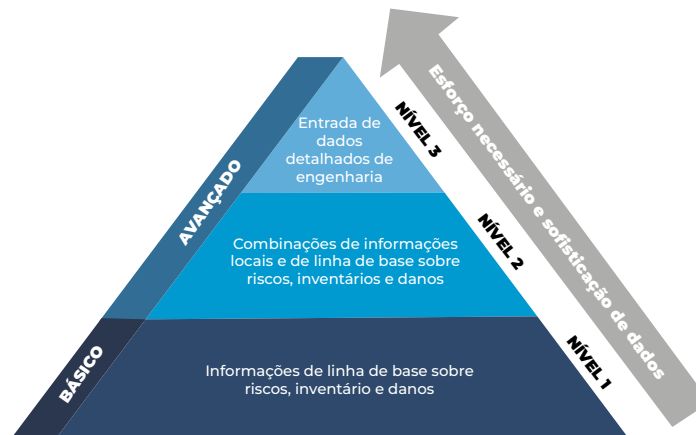 Entrada de
dados
detalhados de
engenharia
NÍVEL 3
Esforço necessário e sofisticação de dados
AVANÇADO
Combinações de informações
locais e de linha de base sobre
riscos, inventários e danos
NÍVEL 2
BÁSICO
Informações de linha de base sobre
riscos, inventário e danos
NÍVEL 1